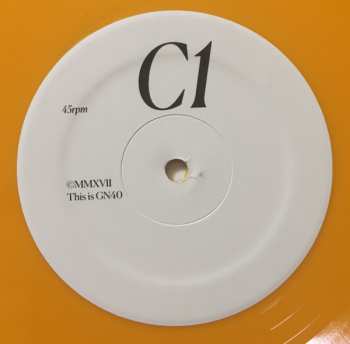 C1
45rpm
©MMXVII
This is GN40